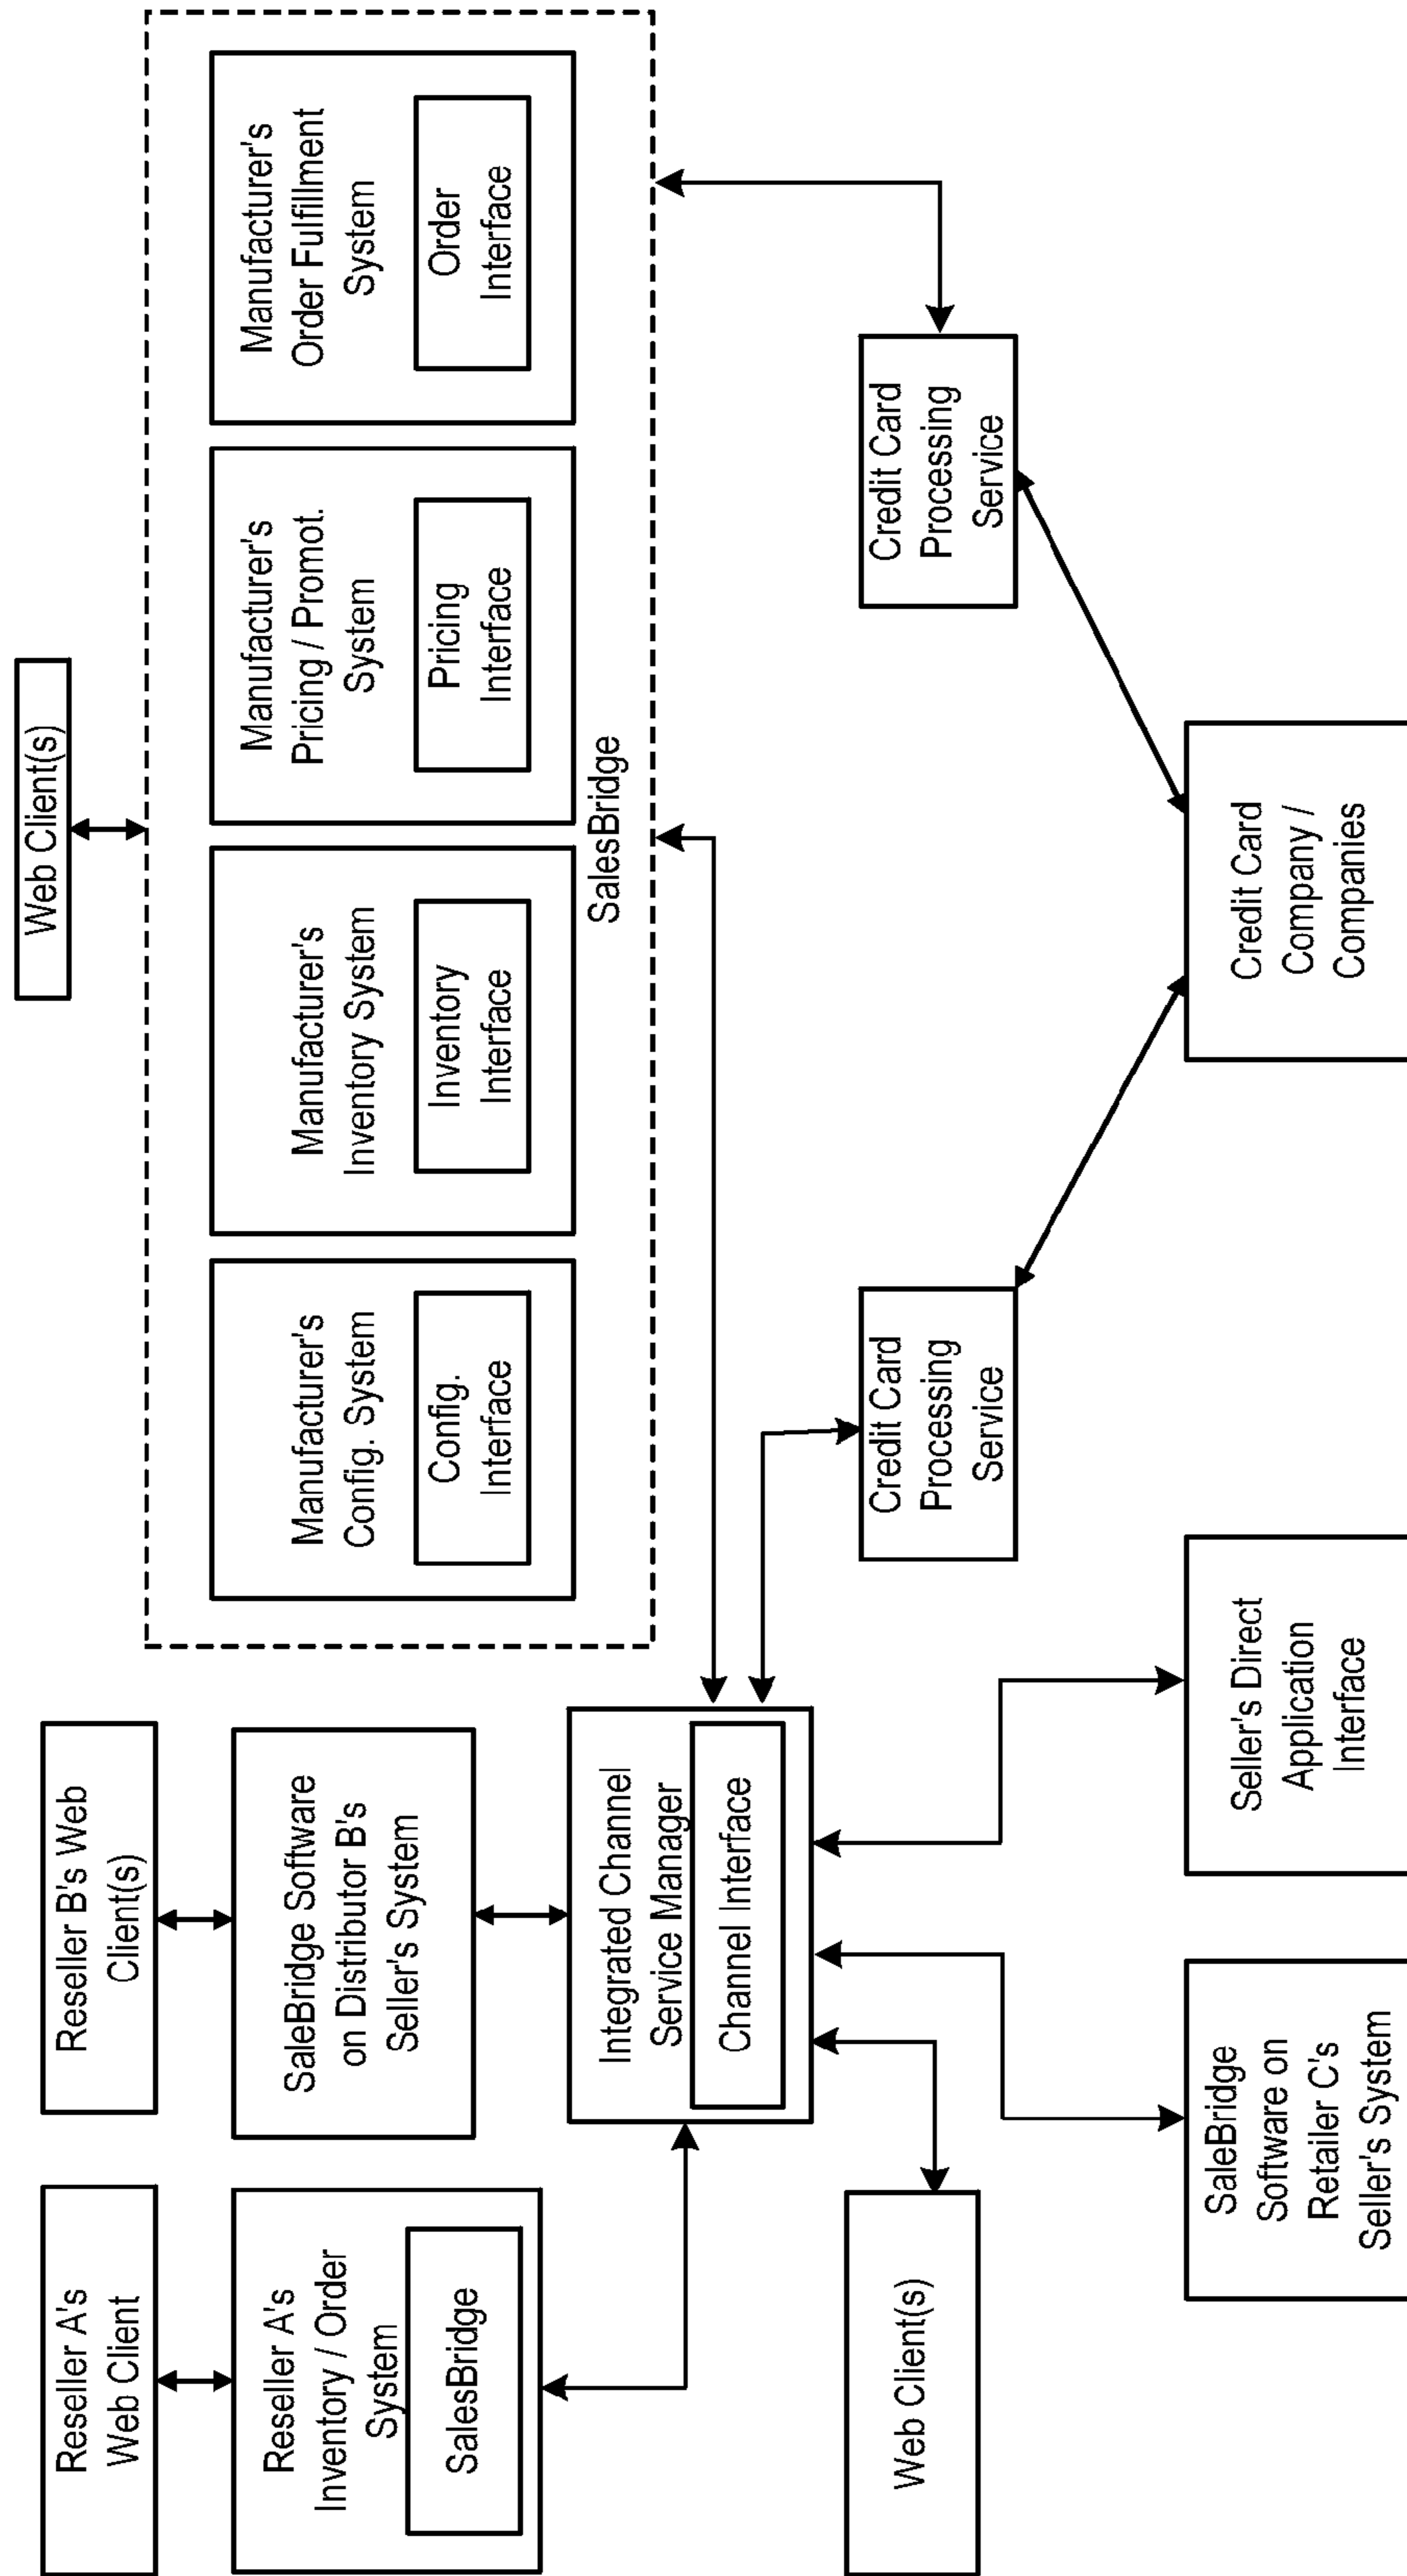 Reseller A's
Web Client
Reseller B's Web
Client(s)
Web Client(s)
Reseller A's
Inventory / Order
System
SalesBridge
SaleBridge Software
on Distributor B's
Seller's System
Manufacturer's
Config. System
Config.
Interface
Manufacturer's
Inventory System
Inventory
Interface
Manufacturer's
Pricing / Promot.
System
Pricing
Interface
Manufacturer's
Order Fulfillment
System
Order
Interface
SalesBridge
Integrated Channel
Service Manager
Channel Interface
Web Client(s)
Credit Card
Processing
Service
Credit Card
Processing
Service
SaleBridge
Software on
Retailer C's
Seller's System
Seller's Direct
Application
Interface
Credit Card
Company /
Companies